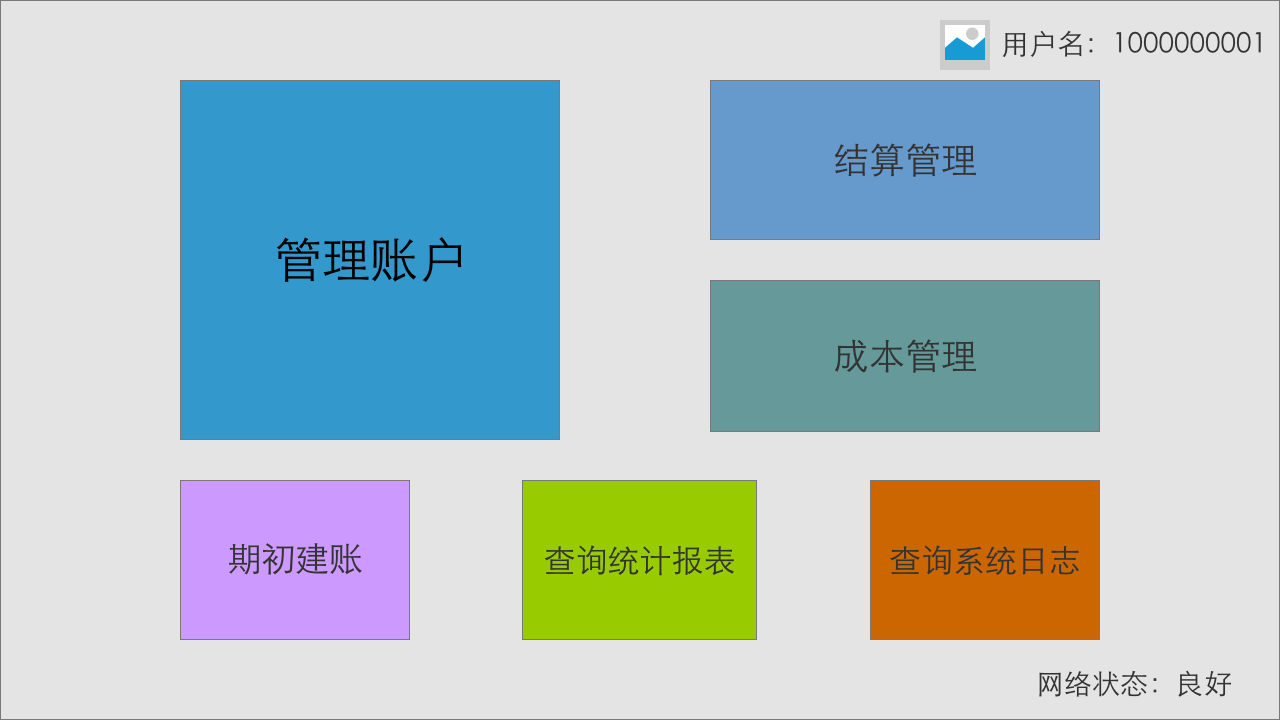 用户名：1000000001
管理账户
结算管理
成本管理
期初建账
查询统计报表
查询系统日志
网络状态：良好